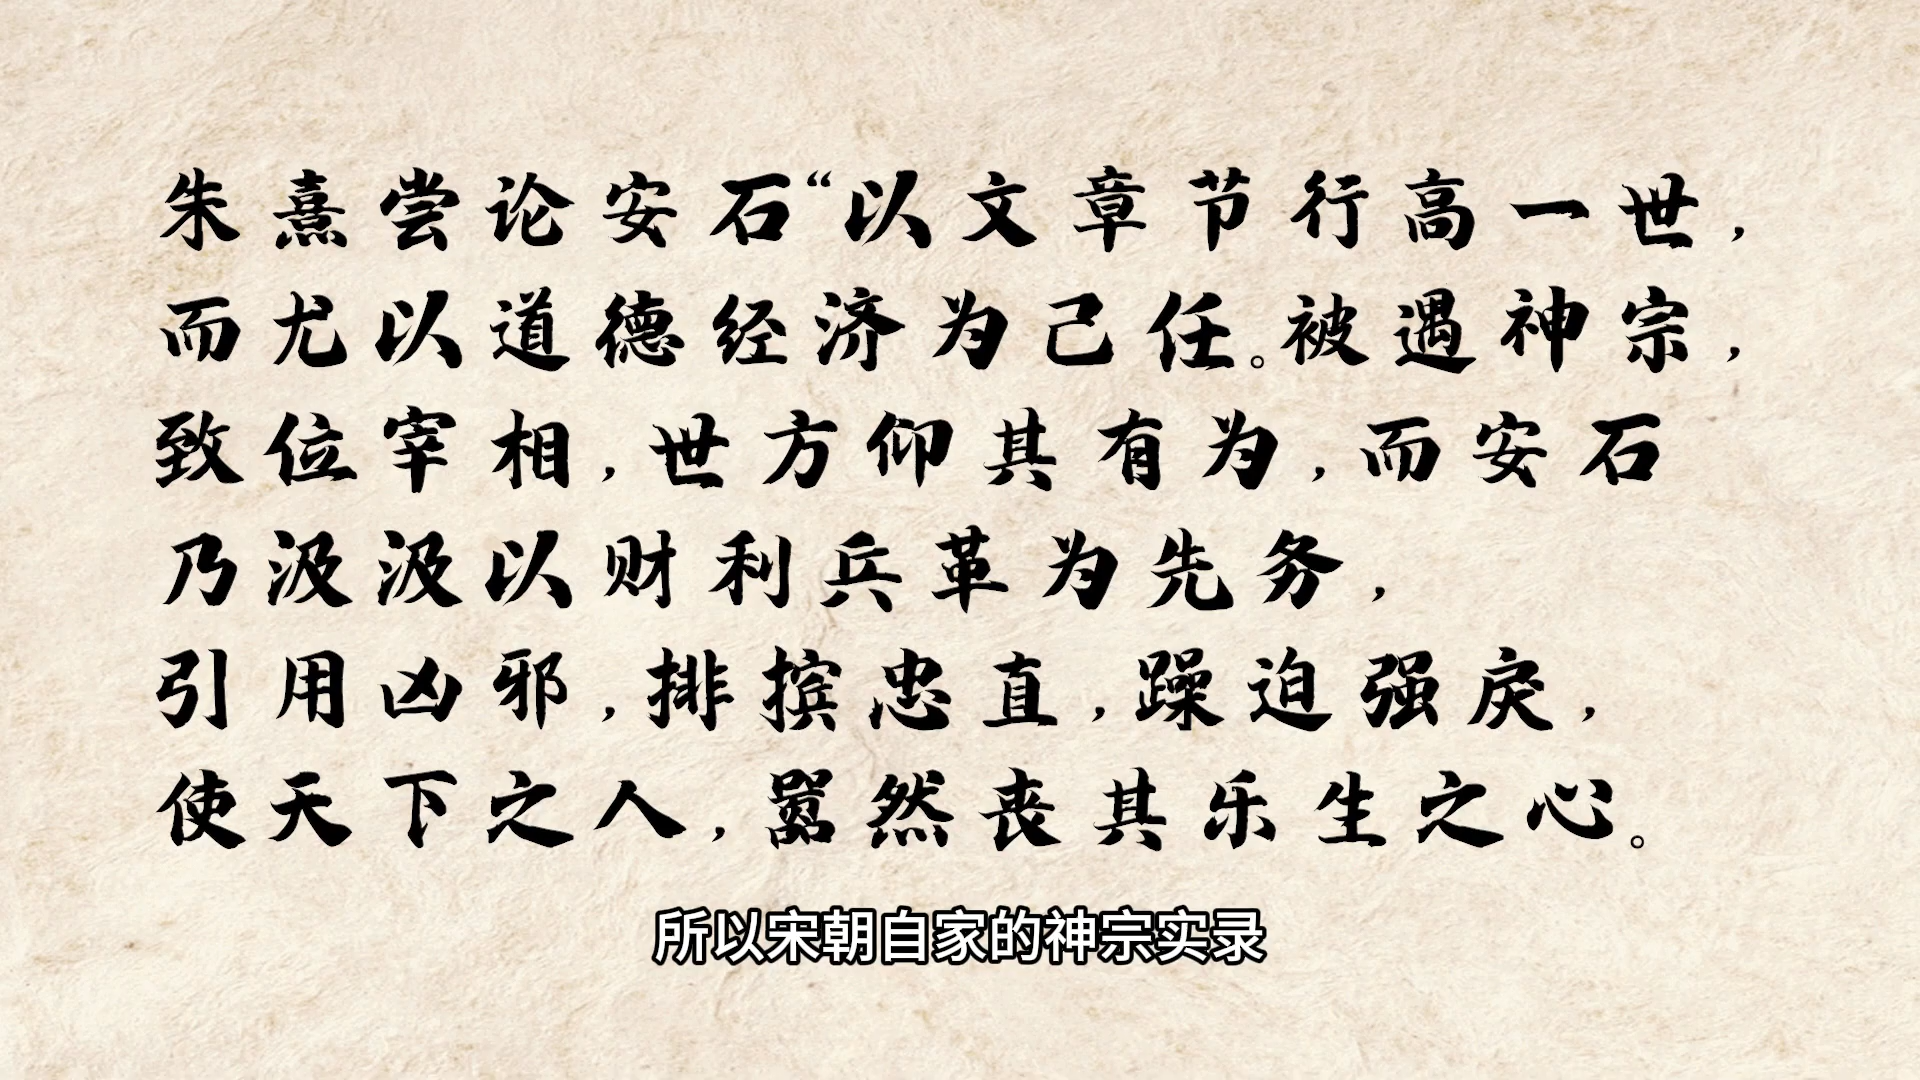 朱熹尝论安石“以文章节行高一世，
而尤以道德经济为己任。被遇神宗，
致位宰相，世方仰其有为，而安石
乃汲汲以财利兵革为先务，
引用凶邪，排摈忠直，躁迫强戾，
使天下之人，嚣然丧其乐生之心。
所以宋朝自家的神宗实录